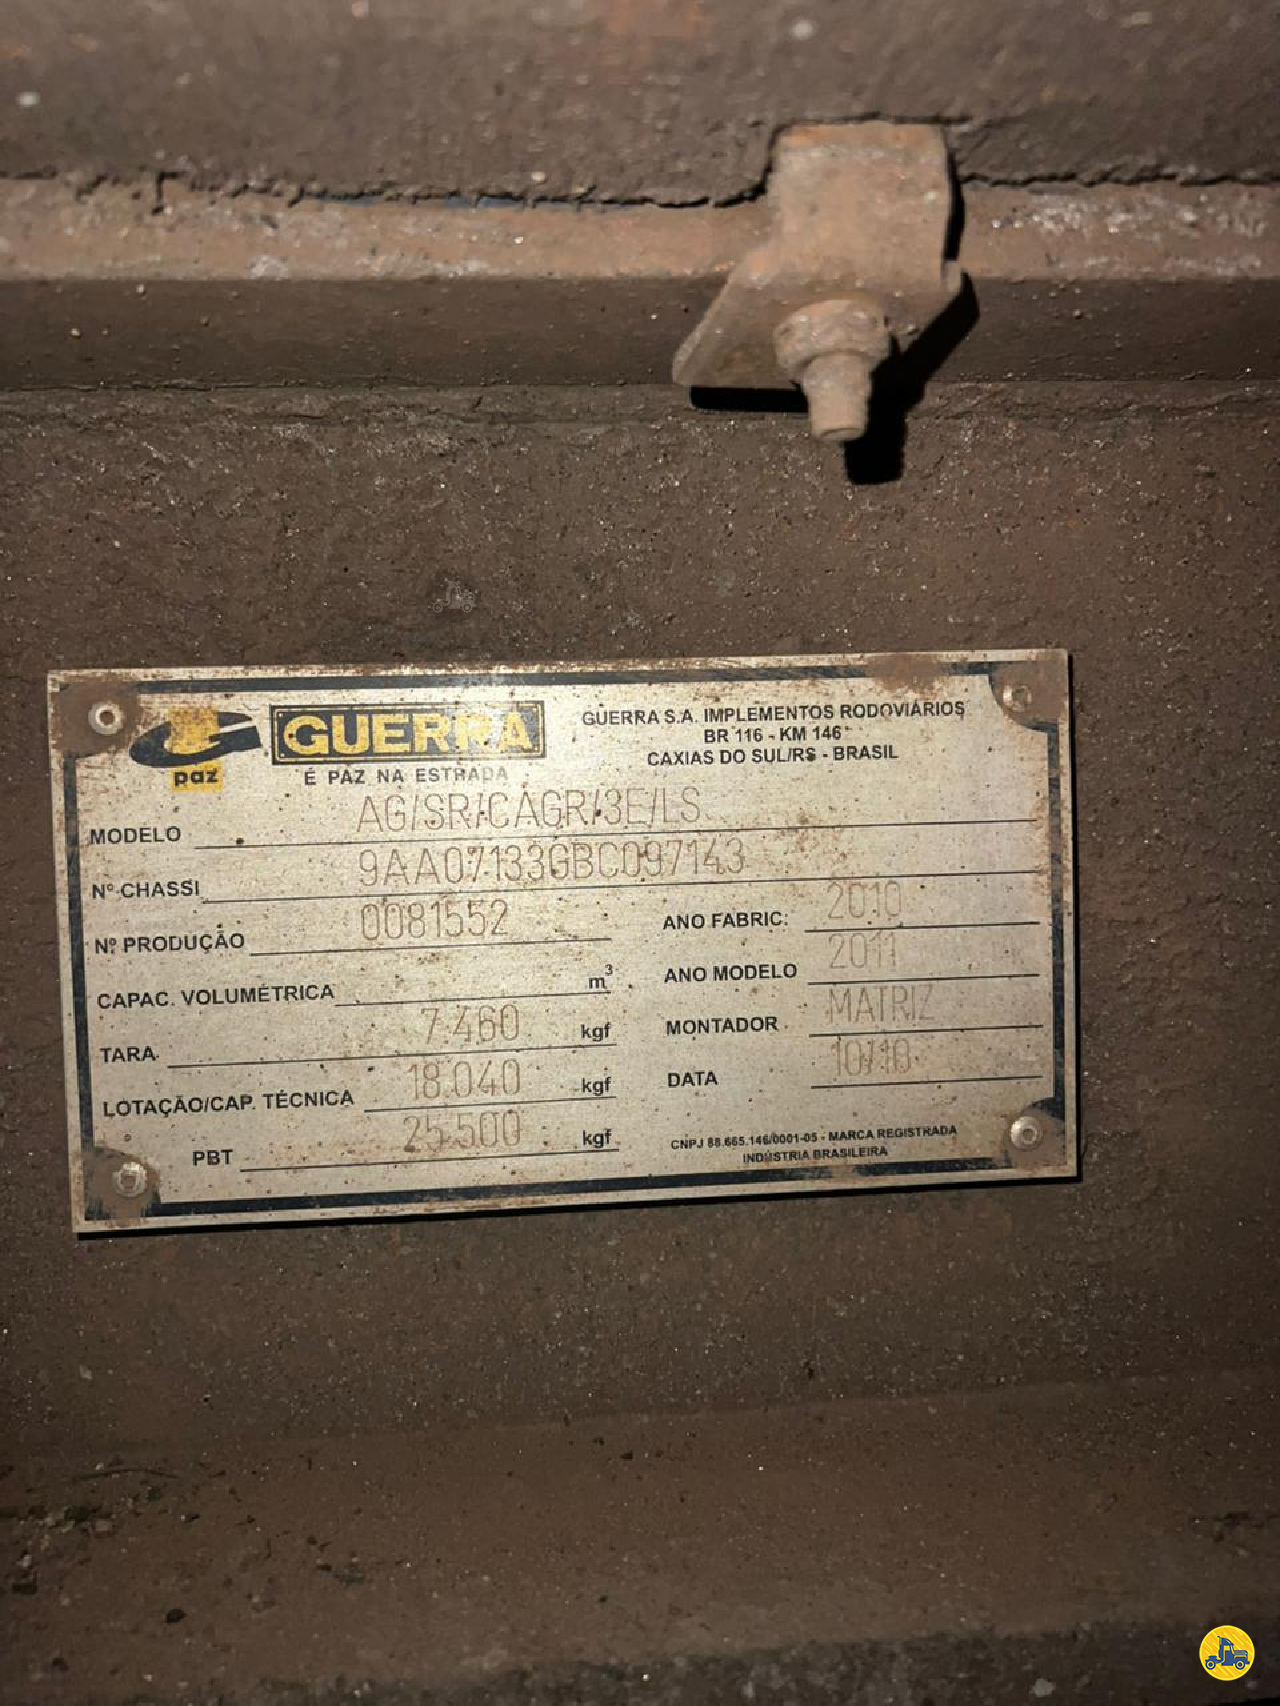 paz
GUERRA
É PAZ NA ESTRADA
GUERRA S.A. IMPLEMENTOS RODOVIÁRIOS
BR 116 - KM 146
CAXIAS DO SUL/RS - BRASIL
MODELO AG/SR/CAGR/3E/LS
Nº CHASSI 9AA07133GBC097143
Nº PRODUÇÃO 0081552
ANO FABRIC: 2010
CAPAC. VOLUMÉTRICA m³
ANO MODELO 2011
TARA 7.460 kgf
MONTADOR MATRIZ
LOTAÇÃO/CAP. TÉCNICA 18.040 kgf
DATA 10/10
PBT 25.500 kgf
CNPJ 88.665.146/0001-05 - MARCA REGISTRADA
INDÚSTRIA BRASILEIRA